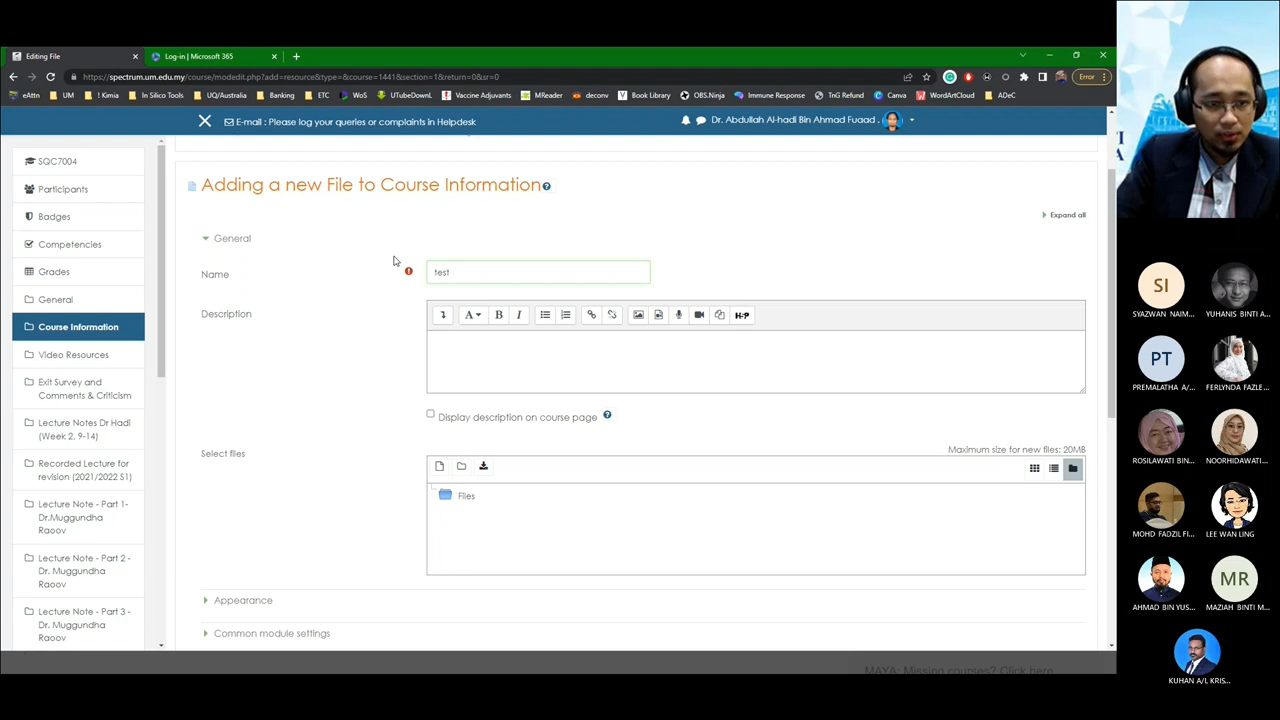 Editing File
Log-in | Microsoft 365
https://spectrum.um.edu.my/course/modedit.php?add=resource&type=&course=1441&section=1&return=0&sr=0
Error
eAttn
UM
! Kimia
In Silico Tools
UQ/Australia
Banking
ETC
WoS
UTubeDownL
Vaccine Adjuvants
MReader
deconv
Book Library
OBS.Ninja
Immune Response
TnG Refund
Canva
WordArtCloud
ADeC
E-mail : Please log your queries or complaints in Helpdesk
Dr. Abdullah Al-hadi Bin Ahmad Fuaad .
SQC7004
Participants
Badges
Competencies
Grades
General
Course Information
Video Resources
Exit Survey and
Comments & Criticism
Lecture Notes Dr Hadi
(Week 2, 9-14)
Recorded Lecture for
revision (2021/2022 S1)
Lecture Note - Part 1-
Dr.Muggundha
Raoov
Lecture Note - Part 2 -
Dr. Muggundha
Raoov
Lecture Note - Part 3 -
Dr. Muggundha
Raoov
Adding a new File to Course Information
Expand all
General
Name
test
Description
H-P
Display description on course page
Select files
Maximum size for new files: 20MB
Files
Appearance
Common module settings
MAYA: Missing courses? Click here
SI
SYAZWAN NAIM...
YUHANIS BINTI A...
PT
PREMALATHA A/...
FERLYNDA FAZLE...
ROSILAWATI BIN...
NOORHIDAWATI...
MOHD FADZIL FI...
LEE WAN LING
AHMAD BIN YUS...
MR
MAZIAH BINTI M...
KUHAN A/L KRIS...